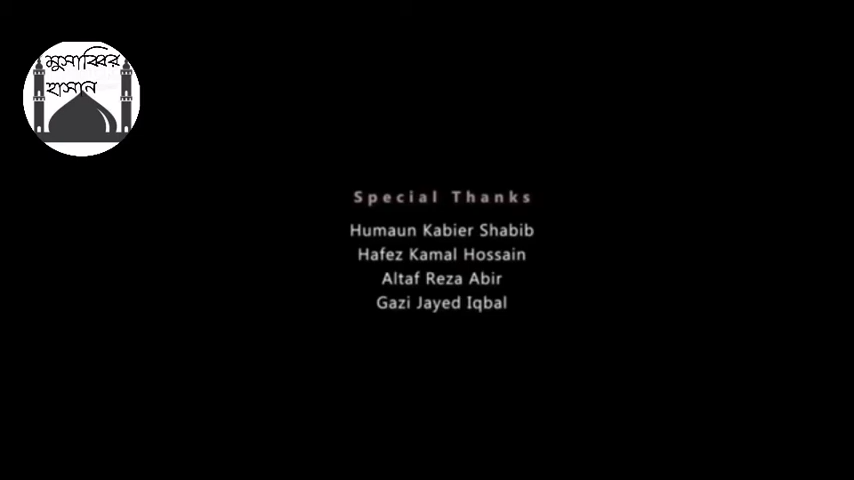 মুসাব্বির
হাসান
Special Thanks
Humaun Kabier Shabib
Hafez Kamal Hossain
Altaf Reza Abir
Gazi Jayed Iqbal